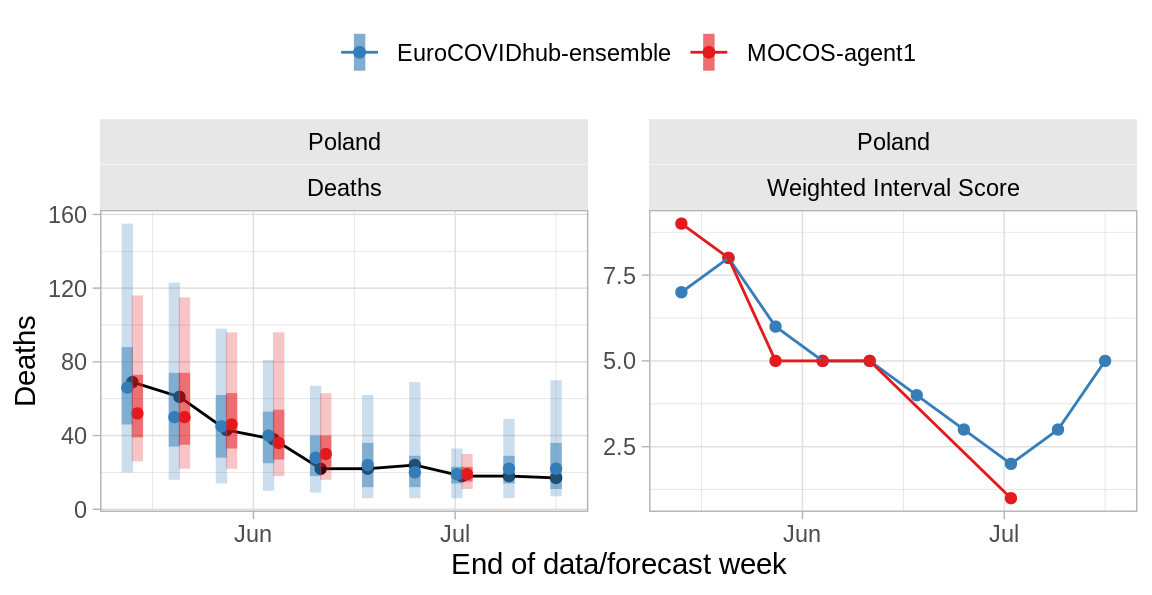 EuroCOVIDhub-ensemble MOCOS-agent1
Poland Poland
Deaths Weighted Interval Score
Deaths
160
120
80
40
0
7.5
5.0
2.5
Jun Jul Jun Jul
End of data/forecast week